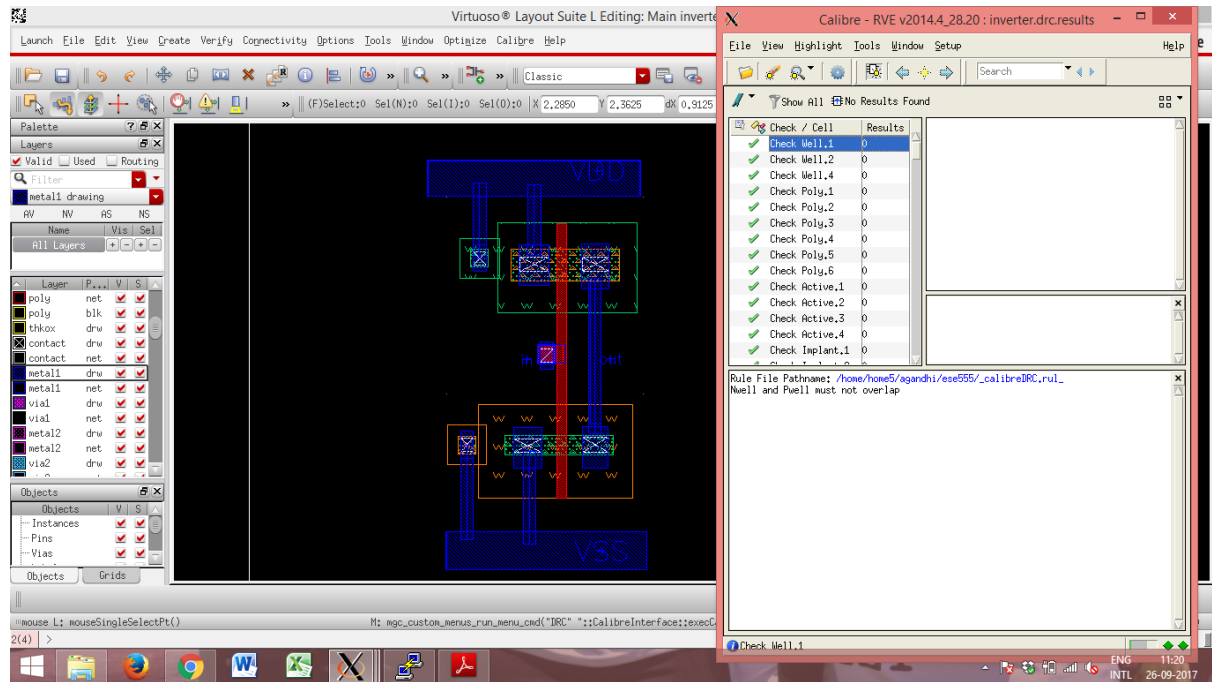 Virtuoso® Layout Suite L Editing: Main inverte
Launch File Edit View Create Verify Connectivity Options Tools Window Optimize Calibre Help
Classic
(F)Select:0 Sel(N):0 Sel(I):0 Sel(O):0 X 2.2850 Y 2.3625 dX 0.9125
Palette
Layers
Valid Used Routing
Filter
metal1 drawing
AV NV AS NS
Name Vis Sel
All Layers + - + -
Layer P... V S
poly net
poly blk
thkox drw
contact drw
contact net
metal1 drw
metal1 net
via1 drw
via1 net
metal2 drw
metal2 net
via2 drw
Objects
Objects V S
Instances
Pins
Vias
Objects Grids
VDD
in out
VSS
mouse L: mouseSingleSelectPt() M: mgc_custom_menus_run_menu_cmd("DRC" "::CalibreInterface::execCa
2(4) >
Calibre - RVE v2014.4_28.20 : inverter.drc.results
File View Highlight Tools Window Setup Help
Search
Show All No Results Found
Check / Cell Results
Check Well.1 0
Check Well.2 0
Check Well.4 0
Check Poly.1 0
Check Poly.2 0
Check Poly.3 0
Check Poly.4 0
Check Poly.5 0
Check Poly.6 0
Check Active.1 0
Check Active.2 0
Check Active.3 0
Check Active.4 0
Check Implant.1 0
Rule File Pathname: /home/home5/agandhi/ese555/_calibreDRC.rul_
Nwell and Pwell must not overlap
Check Well.1
ENG 11:20
INTL 26-09-2017